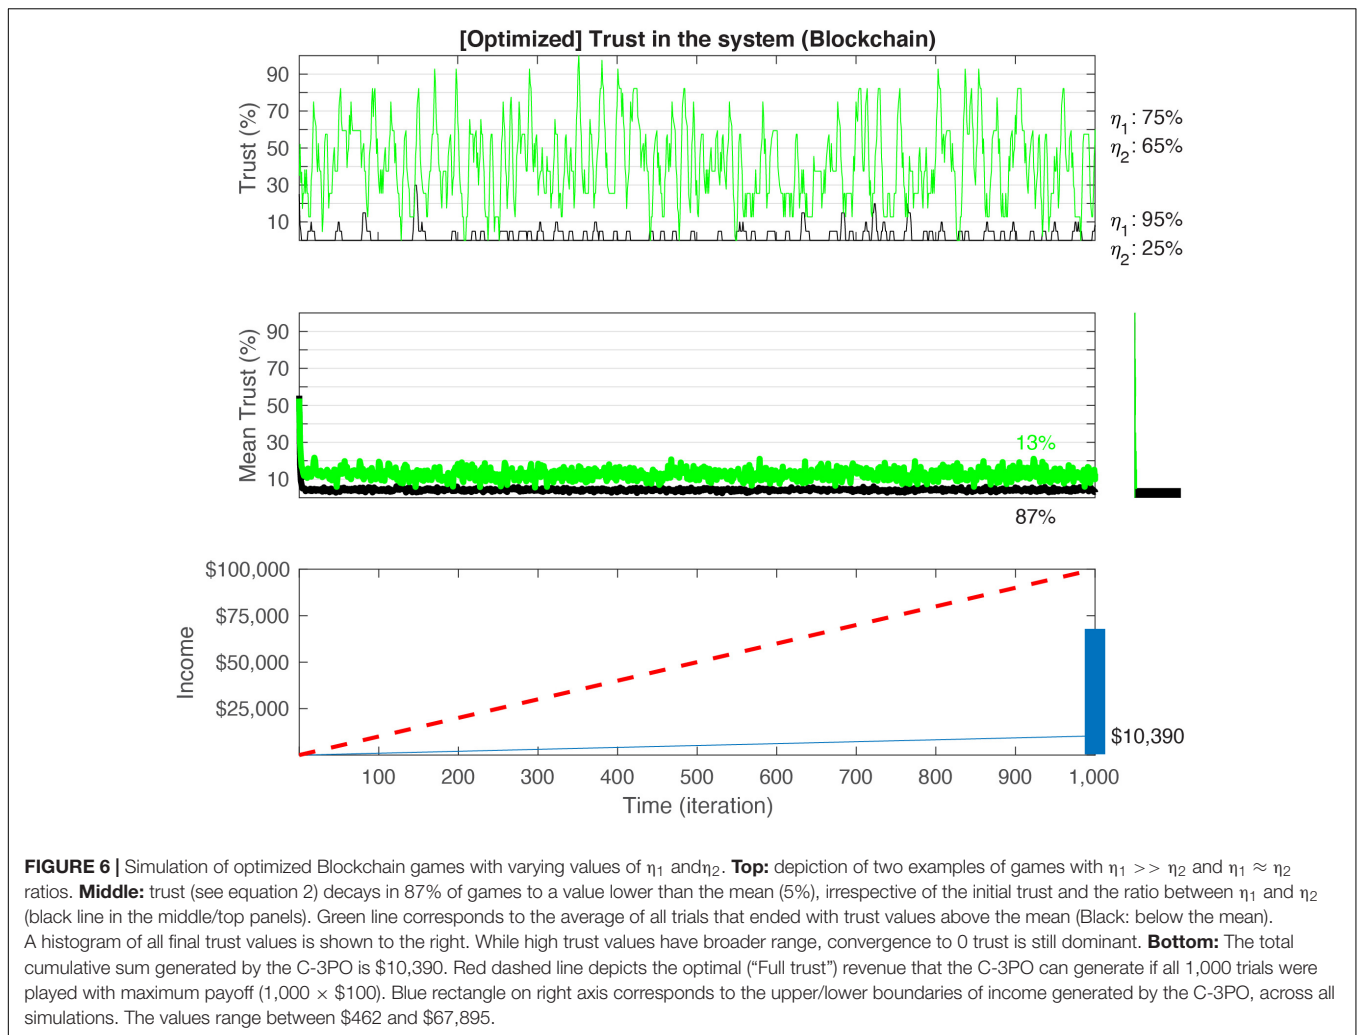 [Optimized] Trust in the system (Blockchain)
Trust (%)
90
70
50
30
10
η1: 75%
η2: 65%
η1: 95%
η2: 25%
Mean Trust (%)
90
70
50
30
10
13%
87%
Income
$100,000
$75,000
$50,000
$25,000
$10,390
100 200 300 400 500 600 700 800 900 1,000
Time (iteration)
FIGURE 6 | Simulation of optimized Blockchain games with varying values of η1 andη2. Top: depiction of two examples of games with η1 >> η2 and η1 ≈ η2
ratios. Middle: trust (see equation 2) decays in 87% of games to a value lower than the mean (5%), irrespective of the initial trust and the ratio between η1 and η2
(black line in the middle/top panels). Green line corresponds to the average of all trials that ended with trust values above the mean (Black: below the mean).
A histogram of all final trust values is shown to the right. While high trust values have broader range, convergence to 0 trust is still dominant. Bottom: The total
cumulative sum generated by the C-3PO is $10,390. Red dashed line depicts the optimal (“Full trust”) revenue that the C-3PO can generate if all 1,000 trials were
played with maximum payoff (1,000 × $100). Blue rectangle on right axis corresponds to the upper/lower boundaries of income generated by the C-3PO, across all
simulations. The values range between $462 and $67,895.